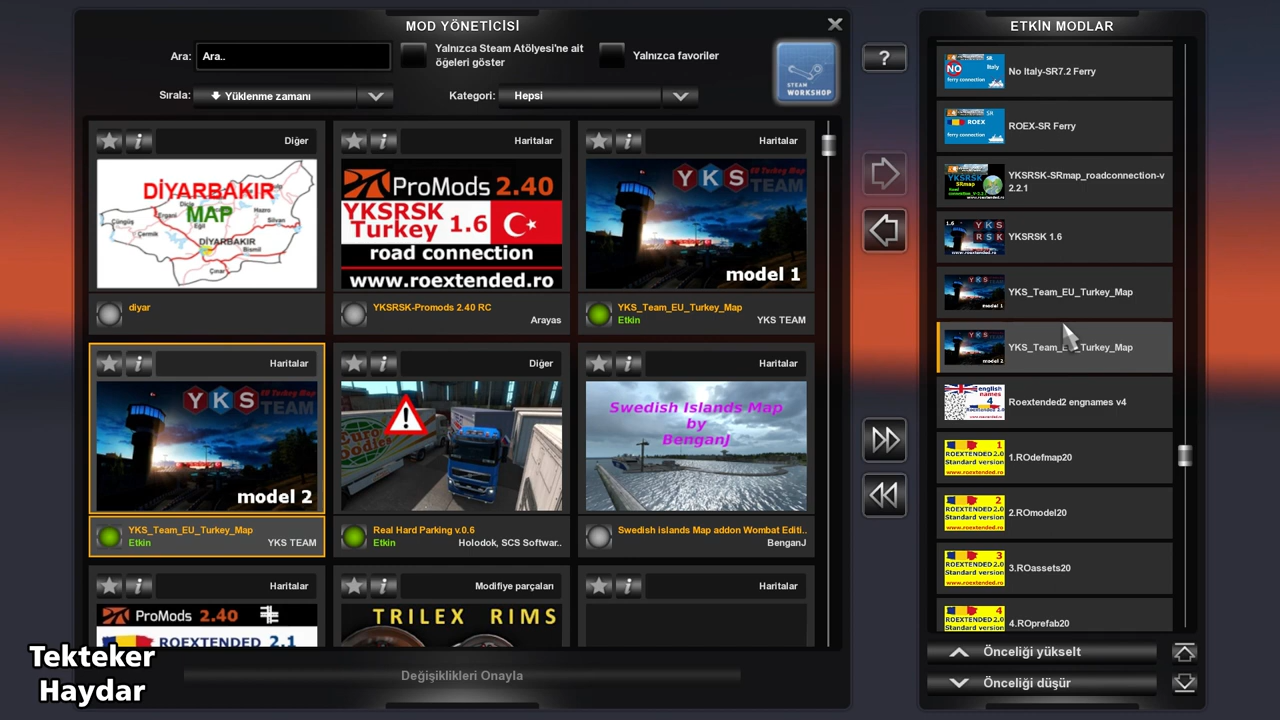 MOD YÖNETİCİSİ
Ara:
Ara..
Yalnızca Steam Atölyesi'ne ait
öğeleri göster
Yalnızca favoriler
STEAM
WORKSHOP
Sırala:
Yüklenme zamanı
Kategori:
Hepsi
Diğer
DİYARBAKIR
MAP
DİYARBAKIR
diyar
Haritalar
ProMods 2.40
YKSRSK
Turkey 1.6
road connection
www.roextended.ro
YKSRSK-Promods 2.40 RC
Arayas
Haritalar
YKS EU Turkey Map
TEAM
model 1
YKS_Team_EU_Turkey_Map
Etkin
YKS TEAM
Haritalar
YKS EU Turkey Map
TEAM
model 2
YKS_Team_EU_Turkey_Map
Etkin
YKS TEAM
Diğer
Real Hard Parking v.0.6
Etkin
Holodok, SCS Softwar..
Haritalar
Swedish Islands Map
by
BenganJ
Swedish islands Map addon Wombat Editi..
BenganJ
Haritalar
ProMods 2.40
ROEXTENDED 2.1
Modifiye parçaları
TRILEX RIMS
Haritalar
Değişiklikleri Onayla
Tekteker
Haydar
?
ETKİN MODLAR
No Italy-SR7.2 Ferry
ROEX-SR Ferry
YKSRSK-SRmap_roadconnection-v
2.2.1
YKSRSK 1.6
YKS_Team_EU_Turkey_Map
YKS_Team_EU_Turkey_Map
Roextended2 engnames v4
1.ROdefmap20
2.ROmodel20
3.ROassets20
4.ROprefab20
Önceliği yükselt
Önceliği düşür